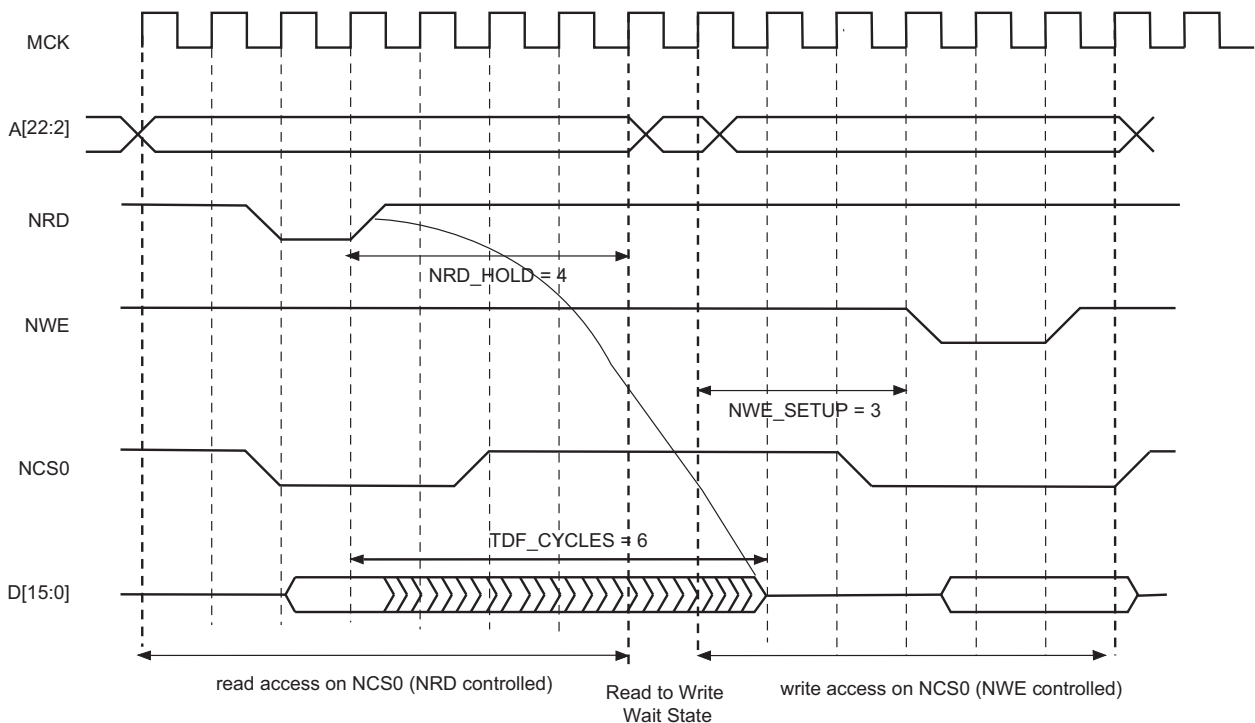 MCK
A[22:2]
NRD
NRD_HOLD = 4
NWE
NWE_SETUP = 3
NCS0
TDF_CYCLES = 6
D[15:0]
read access on NCS0 (NRD controlled)
Read to Write
Wait State
write access on NCS0 (NWE controlled)